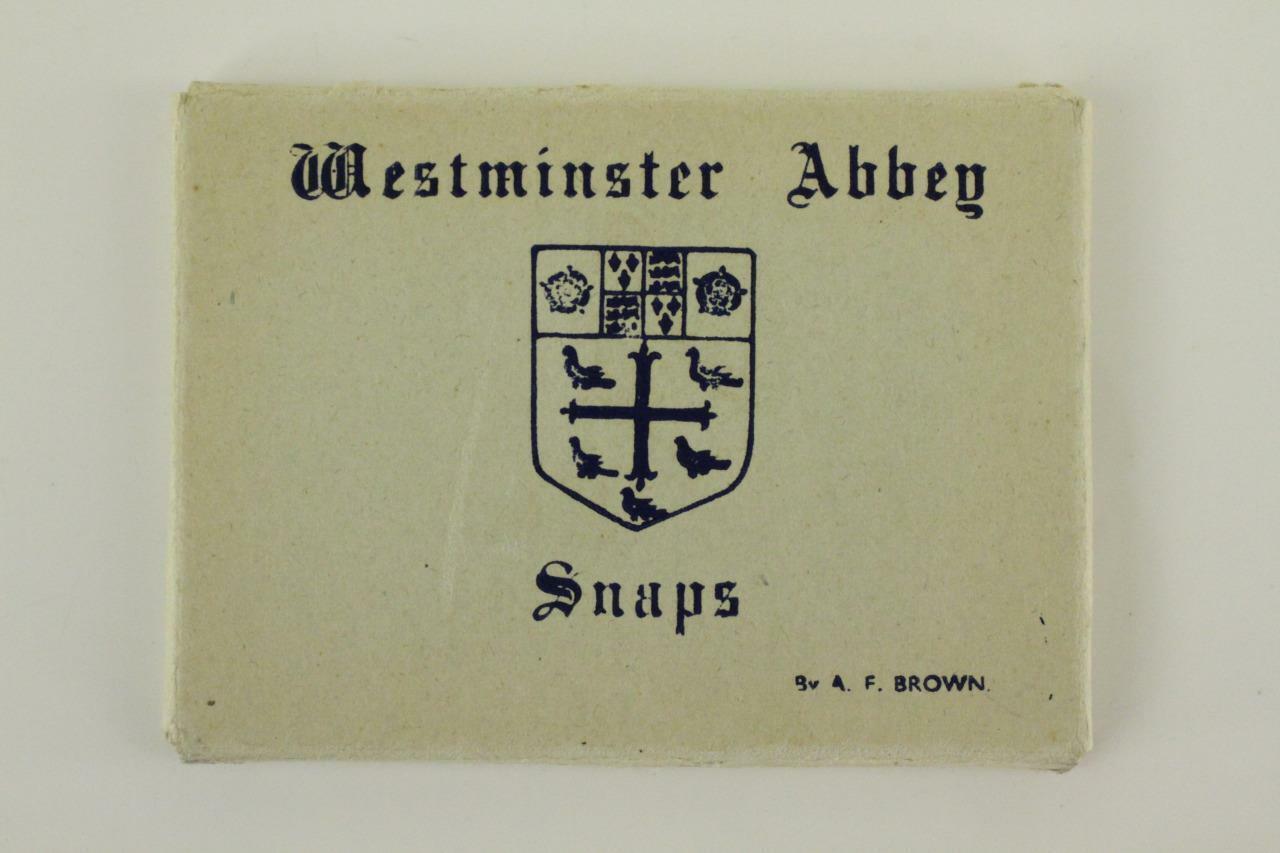 Westminster Abbey
Snaps
By A. F. BROWN.